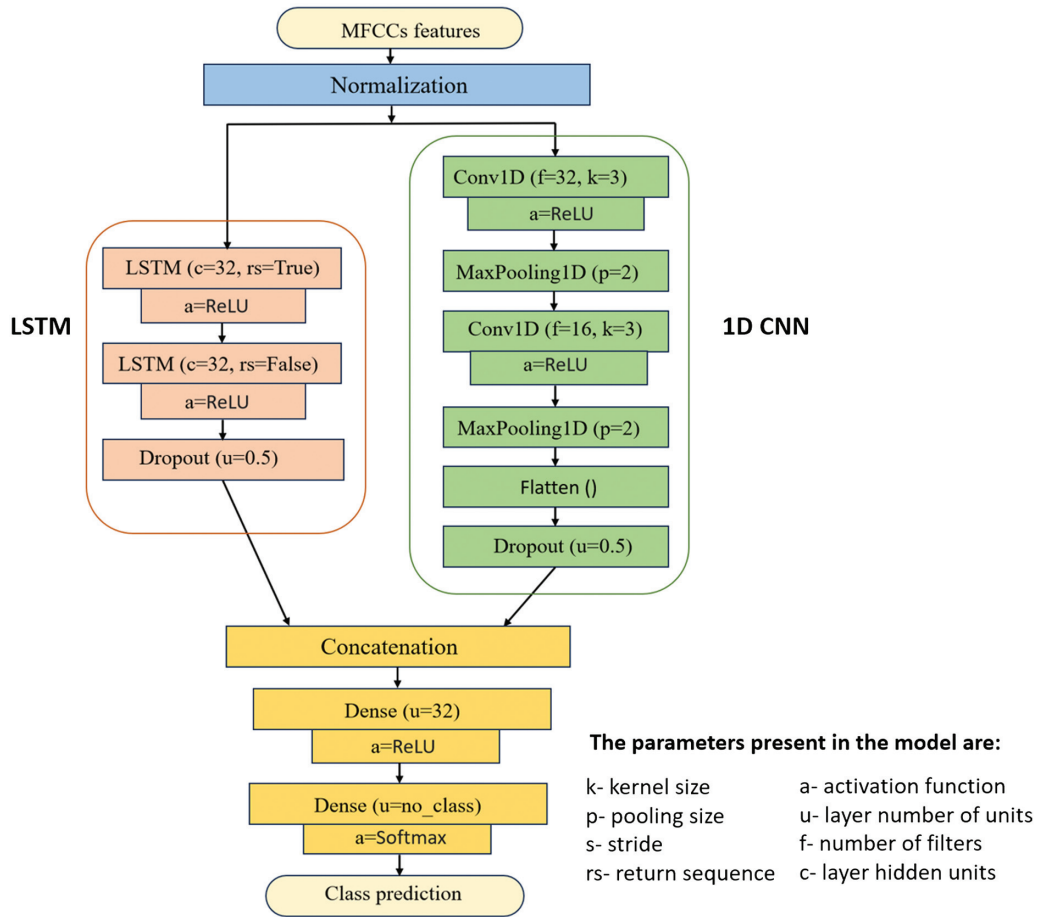 MFCCs features
Normalization
LSTM
LSTM (c=32, rs=True)
a=ReLU
LSTM (c=32, rs=False)
a=ReLU
Dropout (u=0.5)
Conv1D (f=32, k=3)
a=ReLU
MaxPooling1D (p=2)
Conv1D (f=16, k=3)
a=ReLU
MaxPooling1D (p=2)
Flatten ()
Dropout (u=0.5)
1D CNN
Concatenation
Dense (u=32)
a=ReLU
Dense (u=no_class)
a=Softmax
Class prediction
The parameters present in the model are:
k- kernel size
p- pooling size
s- stride
rs- return sequence
a- activation function
u- layer number of units
f- number of filters
c- layer hidden units